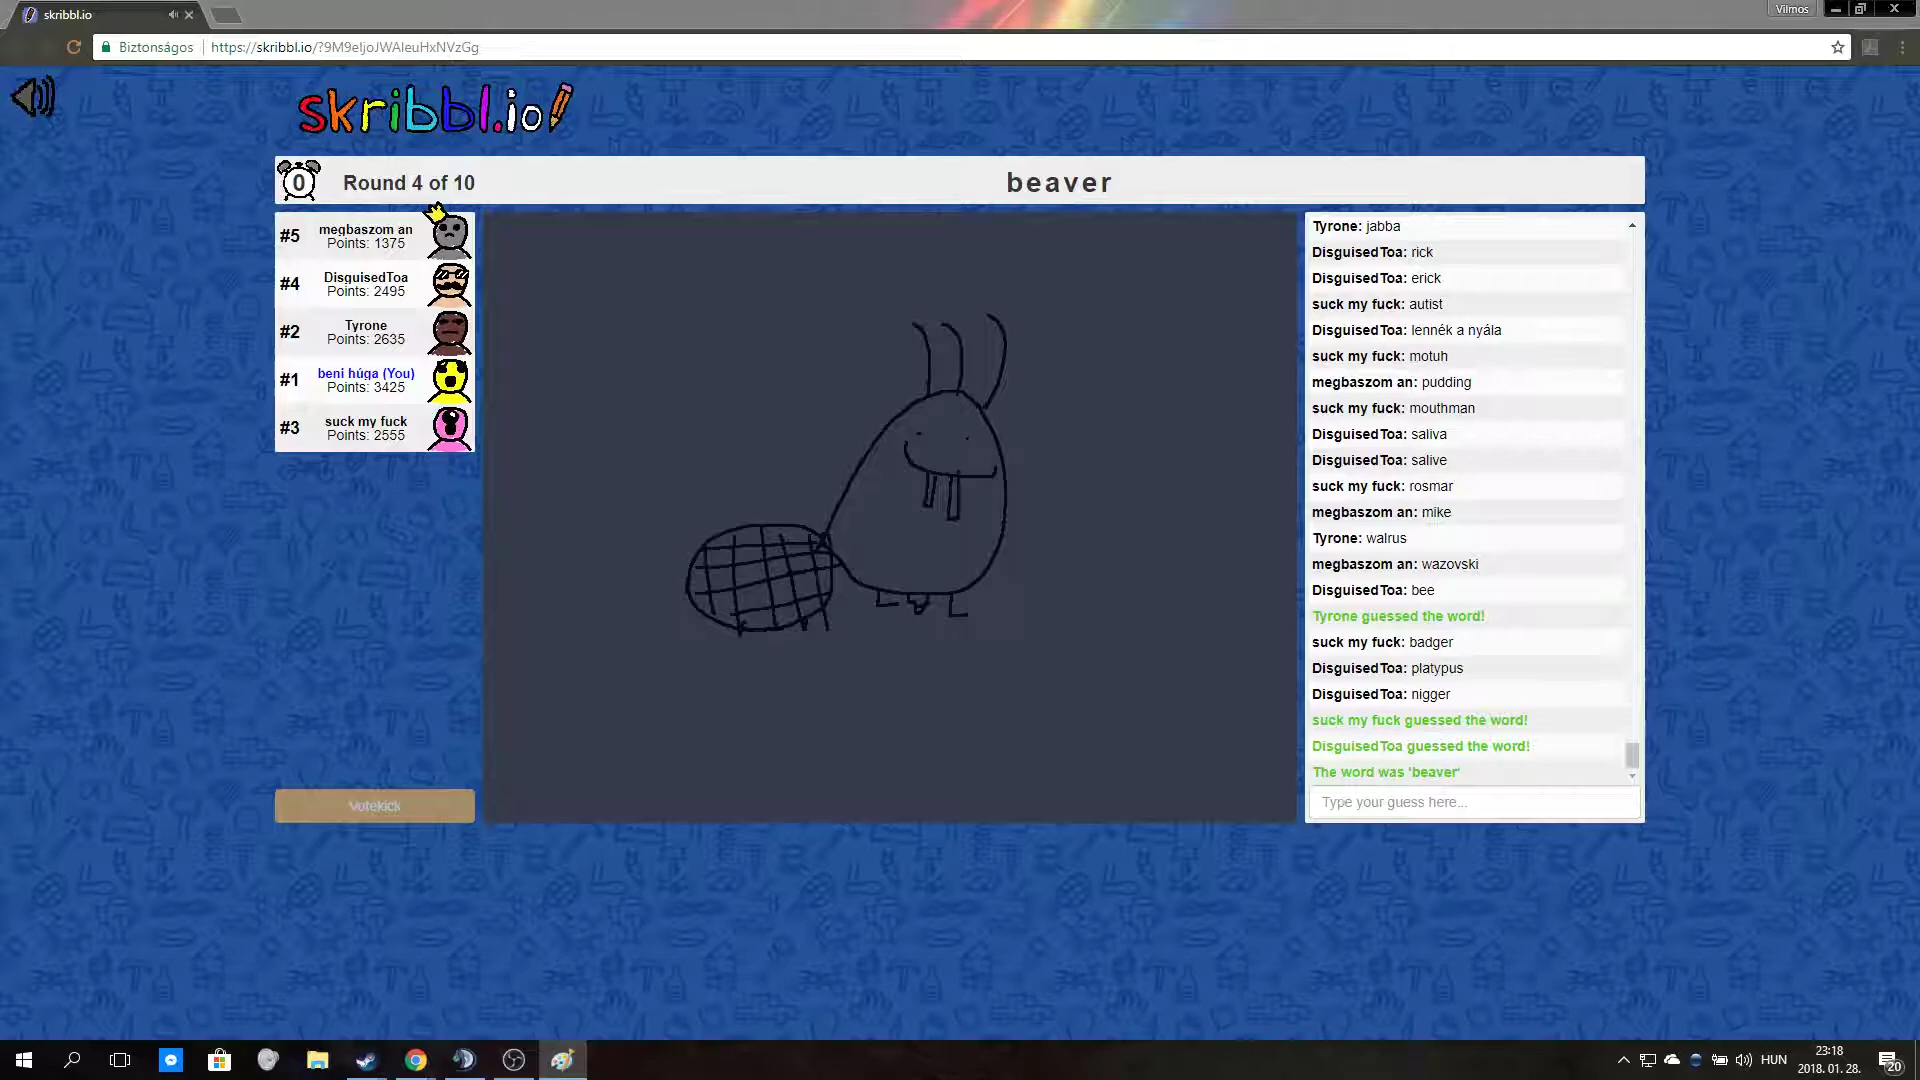 skribbl.io
Vilmos
Biztonságos
https://skribbl.io/?9M9eljoJWAleuHxNVzGg
skribbl.io
0
Round 4 of 10
beaver
#5
megbaszom an
Points: 1375
#4
DisguisedToa
Points: 2495
#2
Tyrone
Points: 2635
#1
beni húga (You)
Points: 3425
#3
suck my fuck
Points: 2555
Votekick
Tyrone: jabba
DisguisedToa: rick
DisguisedToa: erick
suck my fuck: autist
DisguisedToa: lennék a nyála
suck my fuck: motuh
megbaszom an: pudding
suck my fuck: mouthman
DisguisedToa: saliva
DisguisedToa: salive
suck my fuck: rosmar
megbaszom an: mike
Tyrone: walrus
megbaszom an: wazovski
DisguisedToa: bee
Tyrone guessed the word!
suck my fuck: badger
DisguisedToa: platypus
DisguisedToa: nigger
suck my fuck guessed the word!
DisguisedToa guessed the word!
The word was 'beaver'
Type your guess here...
HUN
23:18
2018. 01. 28.
20